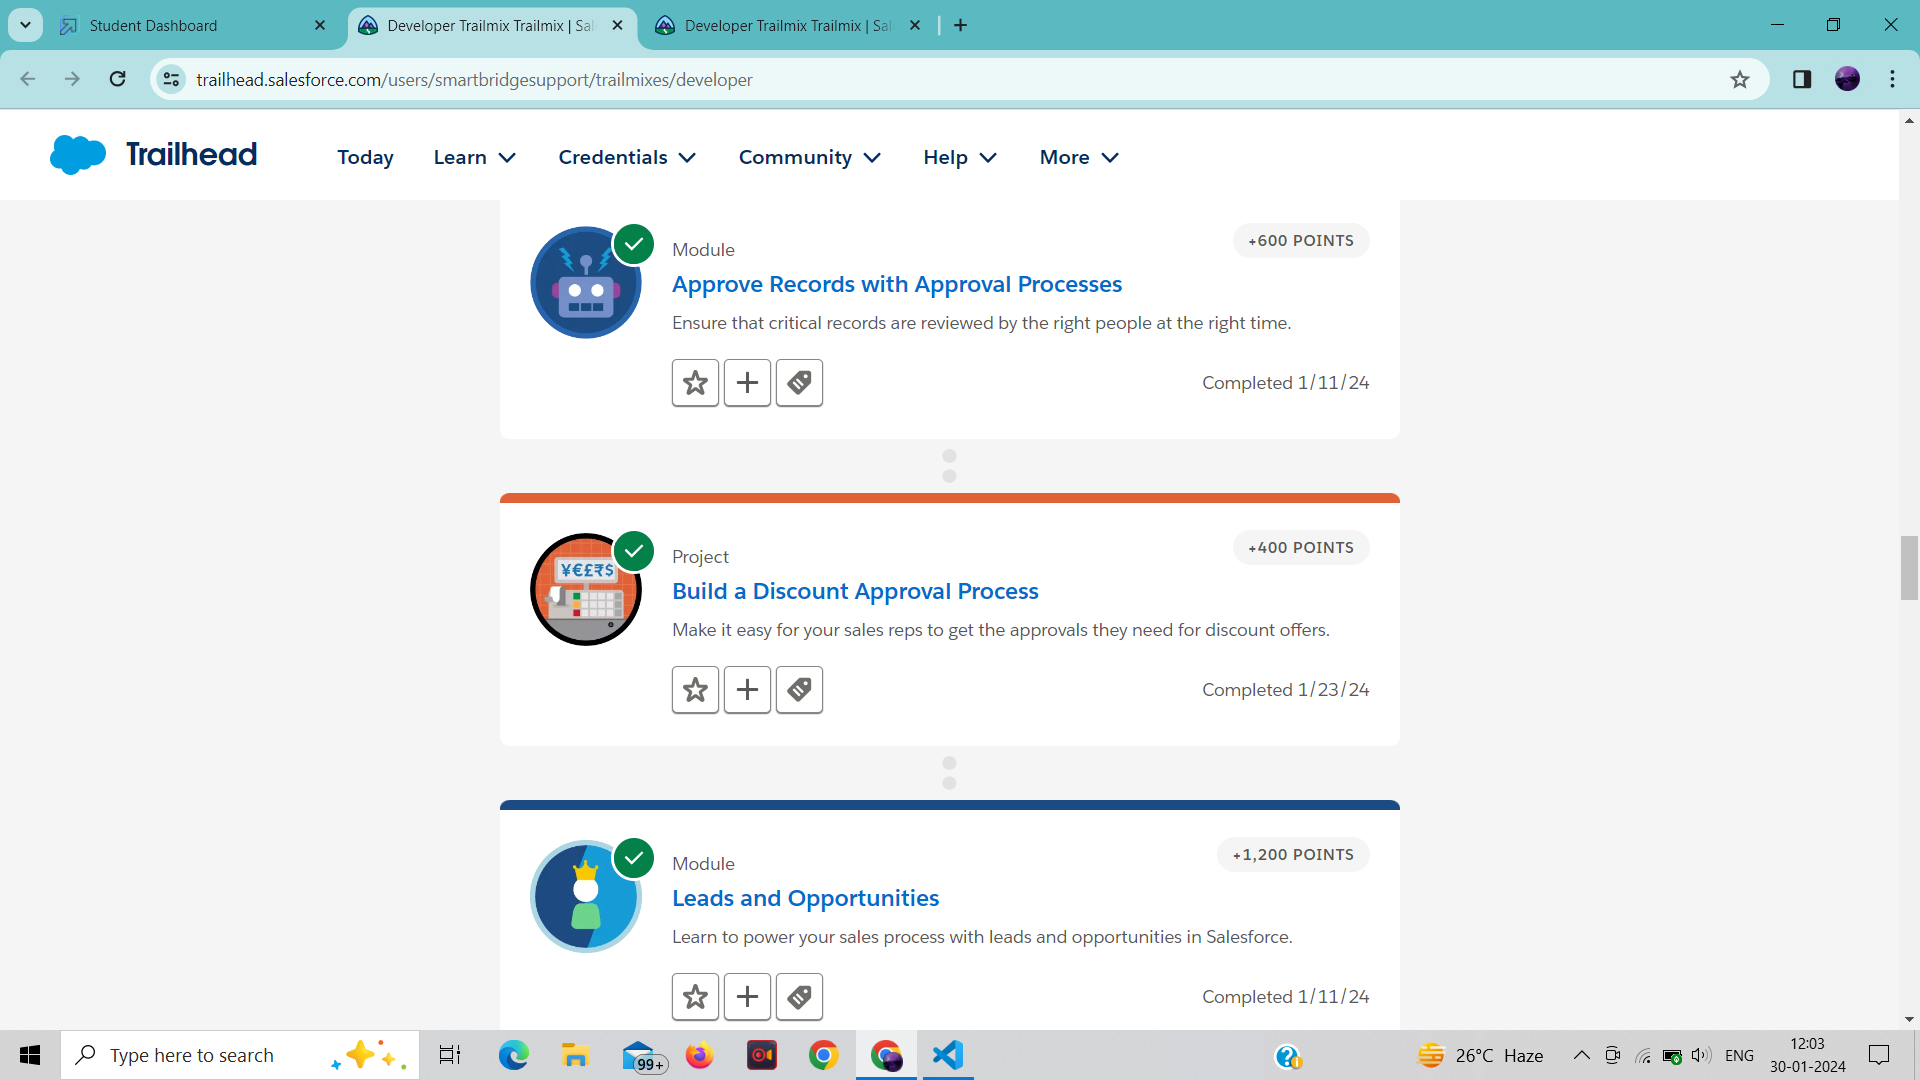 Student Dashboard
Developer Trailmix Trailmix | Sal
Developer Trailmix Trailmix | Sal
trailhead.salesforce.com/users/smartbridgesupport/trailmixes/developer
Trailhead
Today Learn Credentials Community Help More
+600 POINTS
Module
Approve Records with Approval Processes
Ensure that critical records are reviewed by the right people at the right time.
Completed 1/11/24
+400 POINTS
¥€£₹$
Project
Build a Discount Approval Process
Make it easy for your sales reps to get the approvals they need for discount offers.
Completed 1/23/24
+1,200 POINTS
Module
Leads and Opportunities
Learn to power your sales process with leads and opportunities in Salesforce.
Completed 1/11/24
Type here to search
99+
26°C Haze
ENG
12:03
30-01-2024